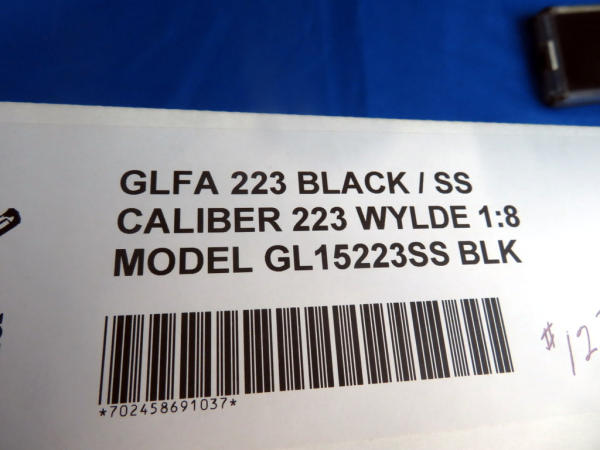 GLFA 223 BLACK / SS
CALIBER 223 WYLDE 1:8
MODEL GL15223SS BLK
*702458691037*